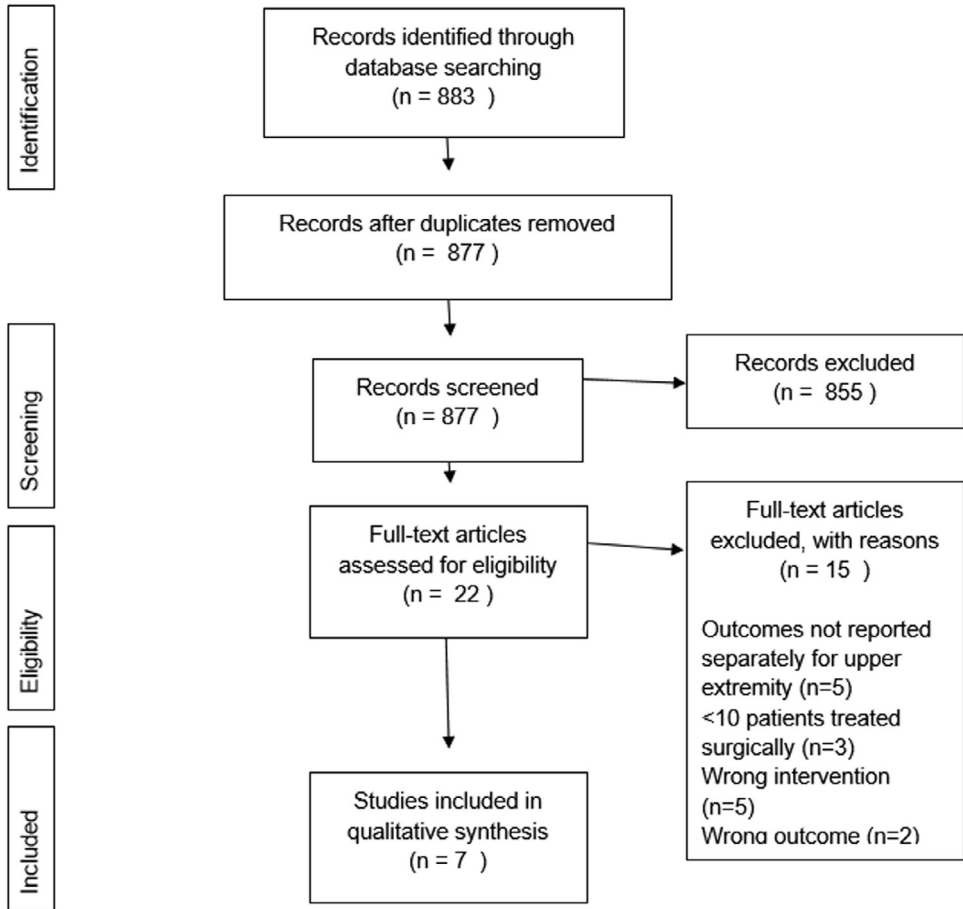 Identification
Records identified through
database searching
(n = 883 )
Records after duplicates removed
(n = 877 )
Screening
Records screened
(n = 877 )
Records excluded
(n = 855 )
Eligibility
Full-text articles
assessed for eligibility
(n = 22 )
Full-text articles
excluded, with reasons
(n = 15 )
Outcomes not reported
separately for upper
extremity (n=5)
<10 patients treated
surgically (n=3)
Wrong intervention
(n=5)
Wrong outcome (n=2)
Included
Studies included in
qualitative synthesis
(n = 7 )